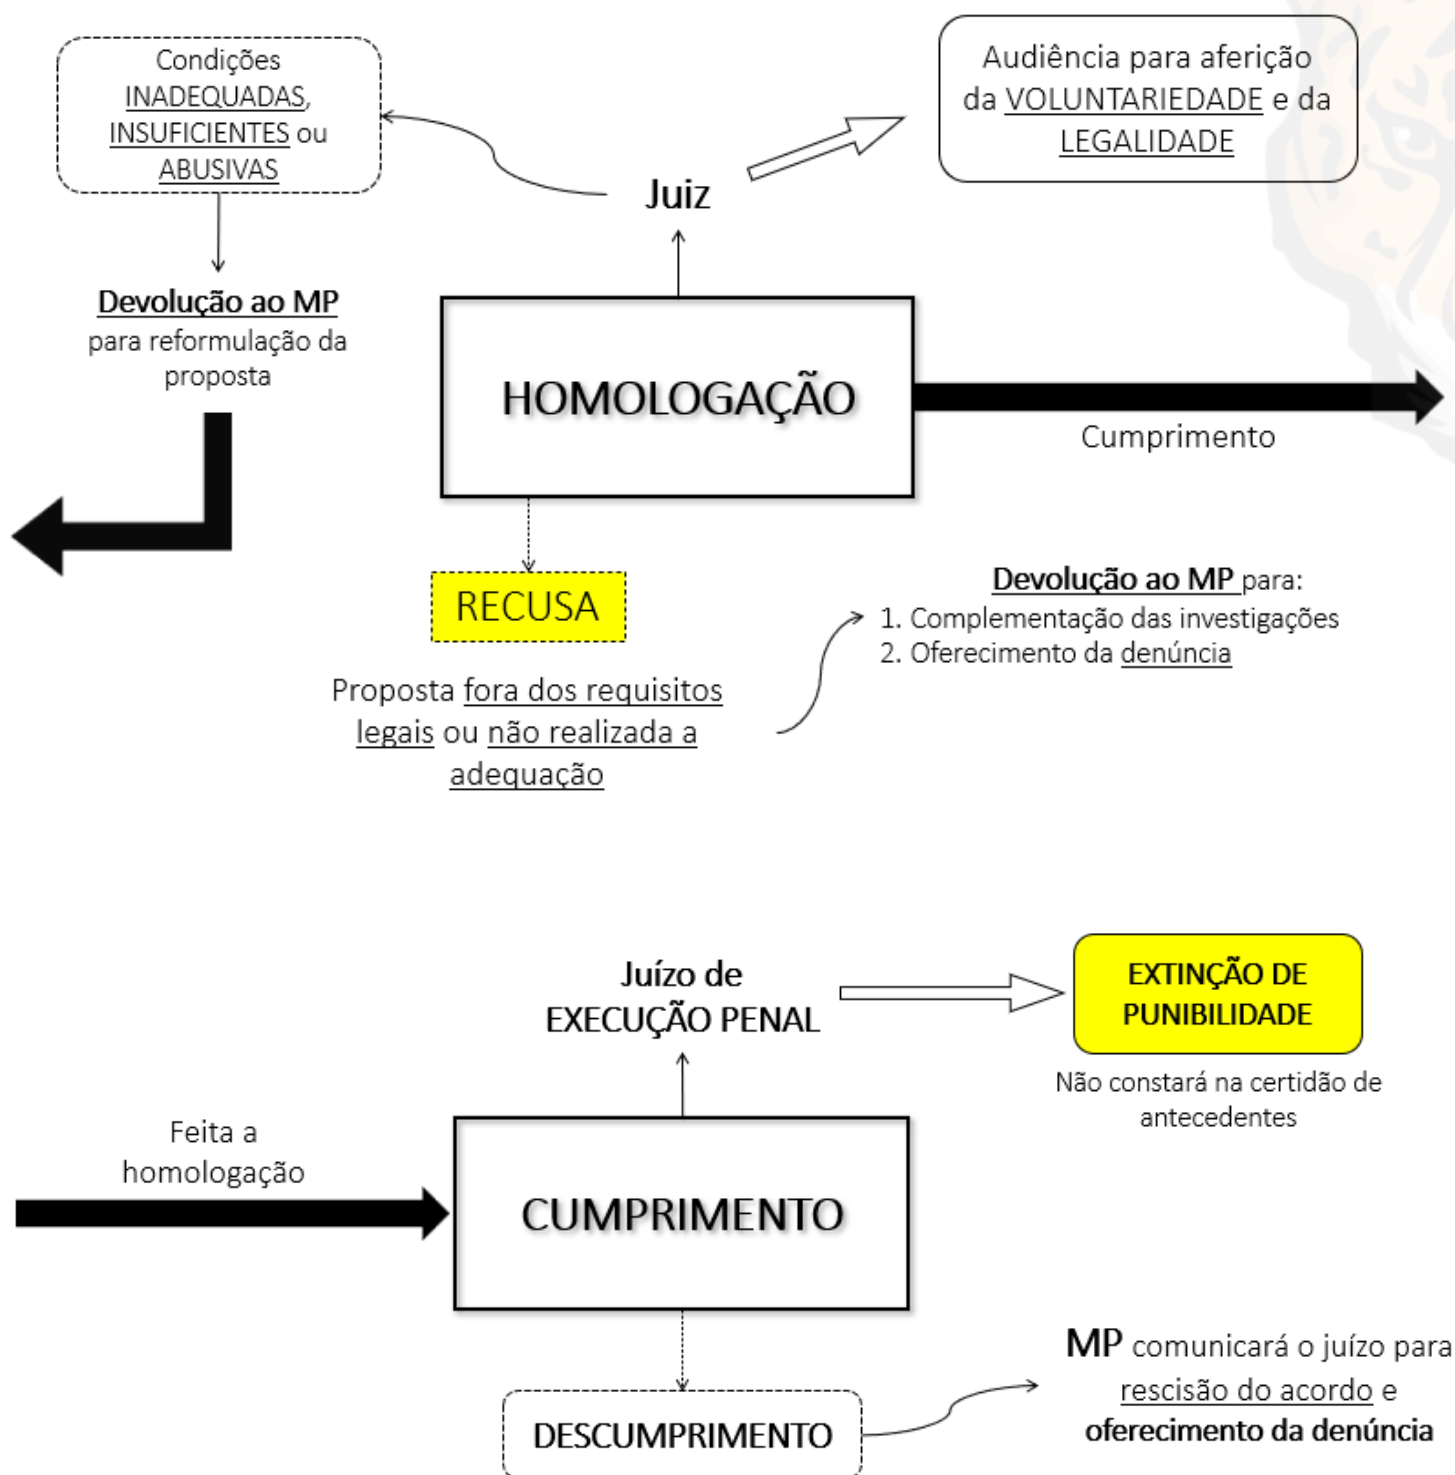 Condições
INADEQUADAS,
INSUFICIENTES ou
ABUSIVAS
Audiência para aferição
da VOLUNTARIEDADE e da
LEGALIDADE
Juiz
Devolução ao MP
para reformulação da
proposta
HOMOLOGAÇÃO
Cumprimento
RECUSA
Proposta fora dos requisitos
legais ou não realizada a
adequação
Devolução ao MP para:
1. Complementação das investigações
2. Oferecimento da denúncia
Juízo de
EXECUÇÃO PENAL
EXTINÇÃO DE
PUNIBILIDADE
Não constará na certidão de
antecedentes
Feita a
homologação
CUMPRIMENTO
DESCUMPRIMENTO
MP comunicará o juízo para
rescisão do acordo e
oferecimento da denúncia